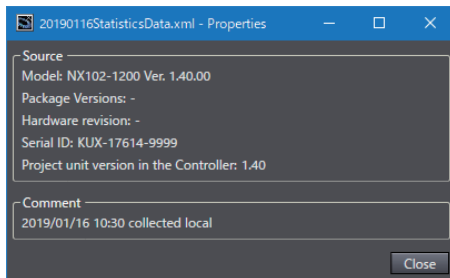 20190116StatisticsData.xml - Properties
Source
Model: NX102-1200 Ver. 1.40.00
Package Versions: -
Hardware revision: -
Serial ID: KUX-17614-9999
Project unit version in the Controller: 1.40
Comment
2019/01/16 10:30 collected local
Close